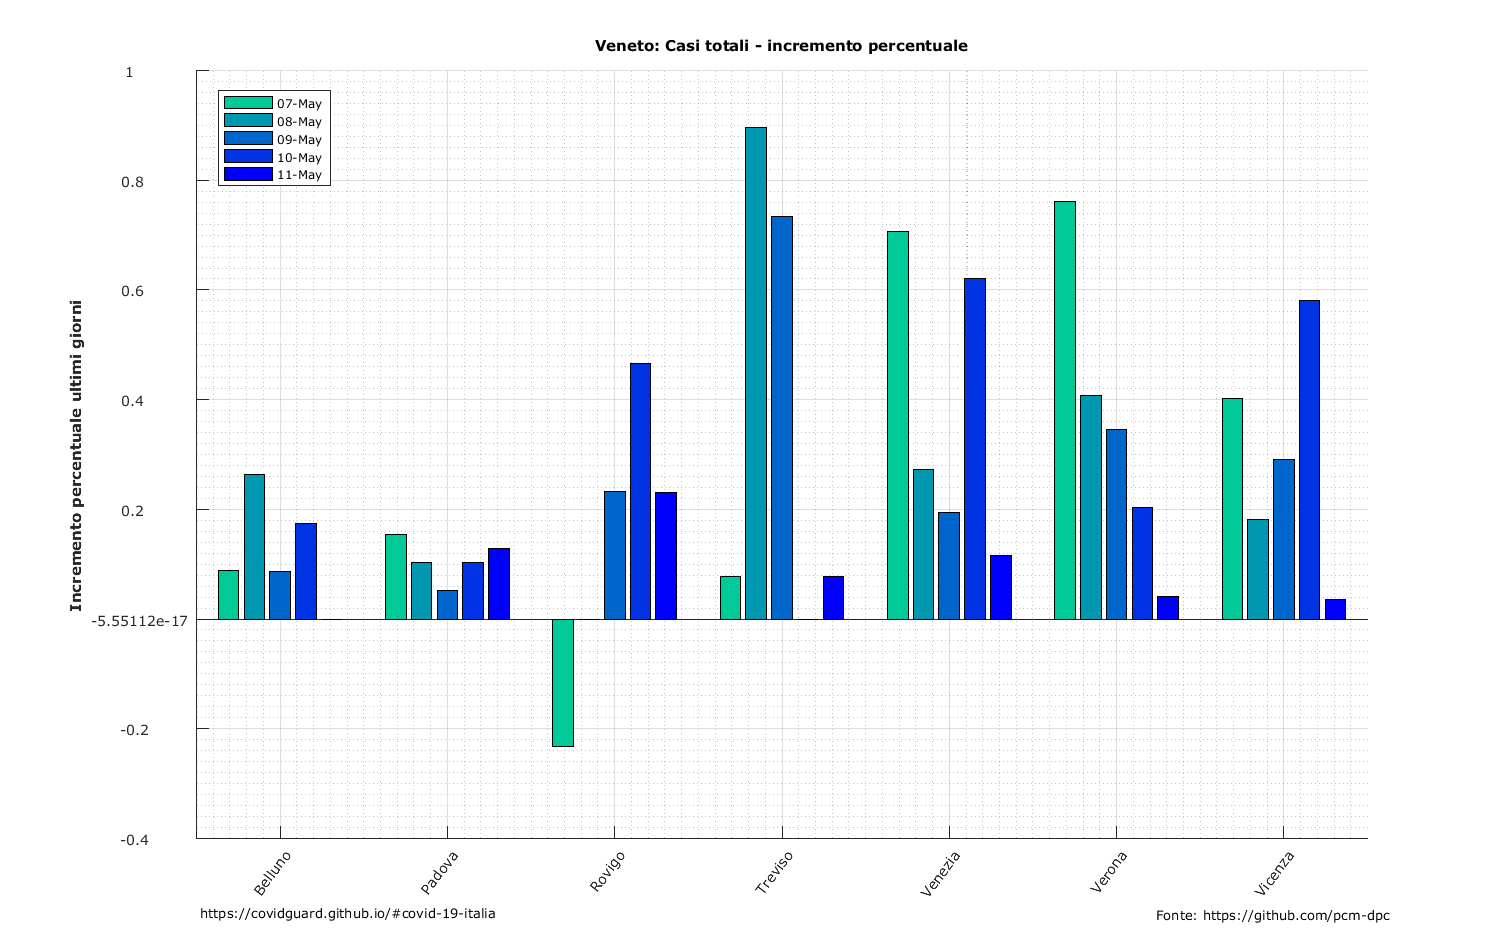 Veneto: Casi totali - incremento percentuale
1
0.8
0.6
0.4
0.2
-5.55112e-17
-0.2
-0.4
Incremento percentuale ultimi giorni
07-May
08-May
09-May
10-May
11-May
Belluno
Padova
Rovigo
Treviso
Venezia
Verona
Vicenza
https://covidguard.github.io/#covid-19-italia
Fonte: https://github.com/pcm-dpc